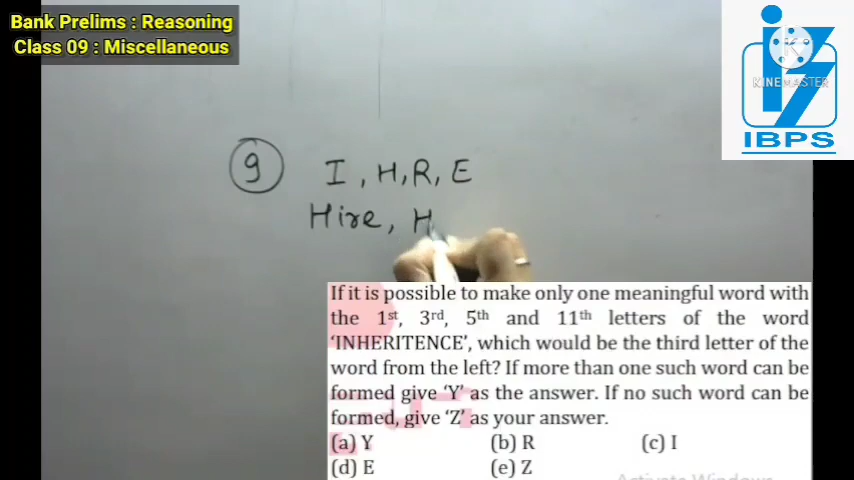 Bank Prelims : Reasoning
Class 09 : Miscellaneous
KINEMASTER
IBPS
9 I, H, R, E
Hire, H
If it is possible to make only one meaningful word with
the 1st, 3rd, 5th and 11th letters of the word
'INHERITENCE', which would be the third letter of the
word from the left? If more than one such word can be
formed give 'Y' as the answer. If no such word can be
formed, give 'Z' as your answer.
(a) Y (b) R (c) I
(d) E (e) Z
Activate Windows